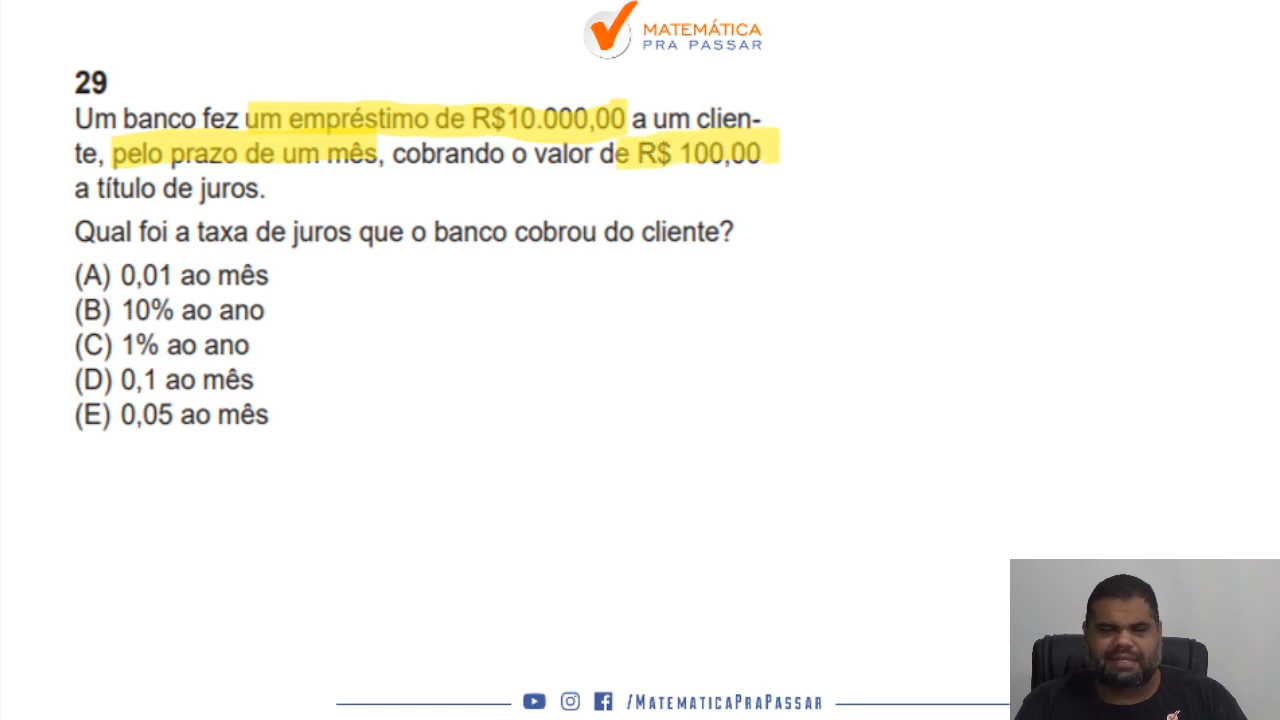 MATEMÁTICA
PRA PASSAR
29
Um banco fez um empréstimo de R$10.000,00 a um clien-
te, pelo prazo de um mês, cobrando o valor de R$ 100,00
a título de juros.
Qual foi a taxa de juros que o banco cobrou do cliente?
(A) 0,01 ao mês
(B) 10% ao ano
(C) 1% ao ano
(D) 0,1 ao mês
(E) 0,05 ao mês
/MATEMATICAPRAPASSAR